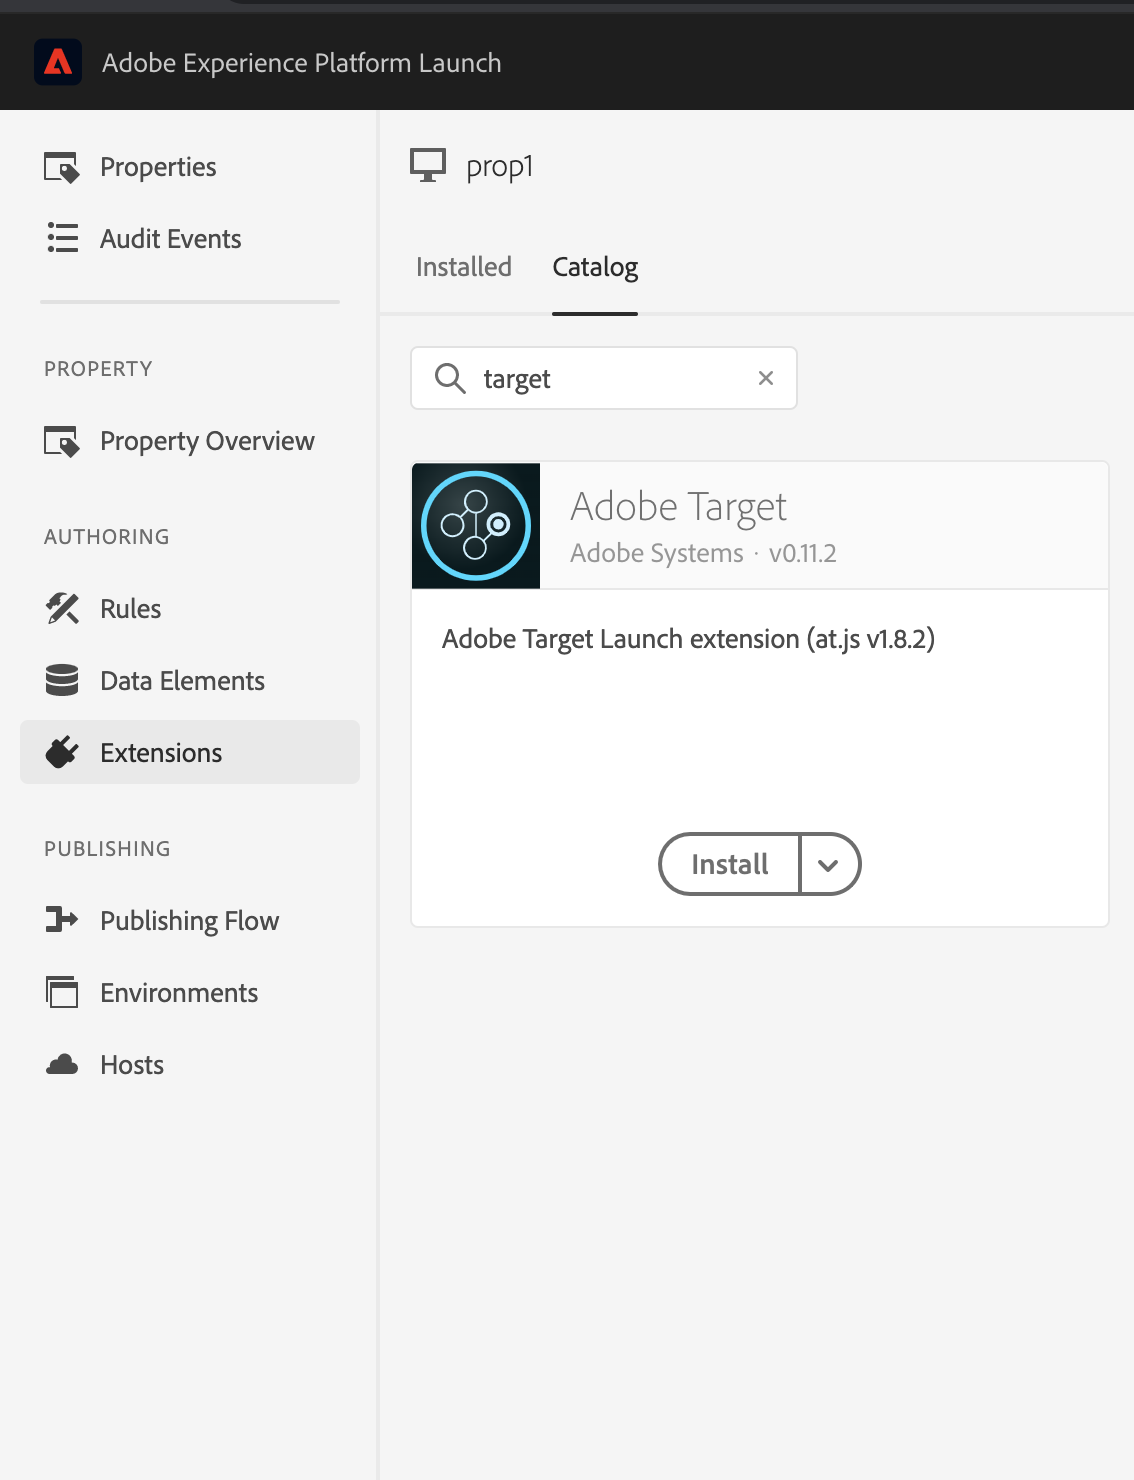 Adobe Experience Platform Launch
Properties
Audit Events
PROPERTY
Property Overview
AUTHORING
Rules
Data Elements
Extensions
PUBLISHING
Publishing Flow
Environments
Hosts
prop1
Installed
Catalog
target
Adobe Target
Adobe Systems · v0.11.2
Adobe Target Launch extension (at.js v1.8.2)
Install